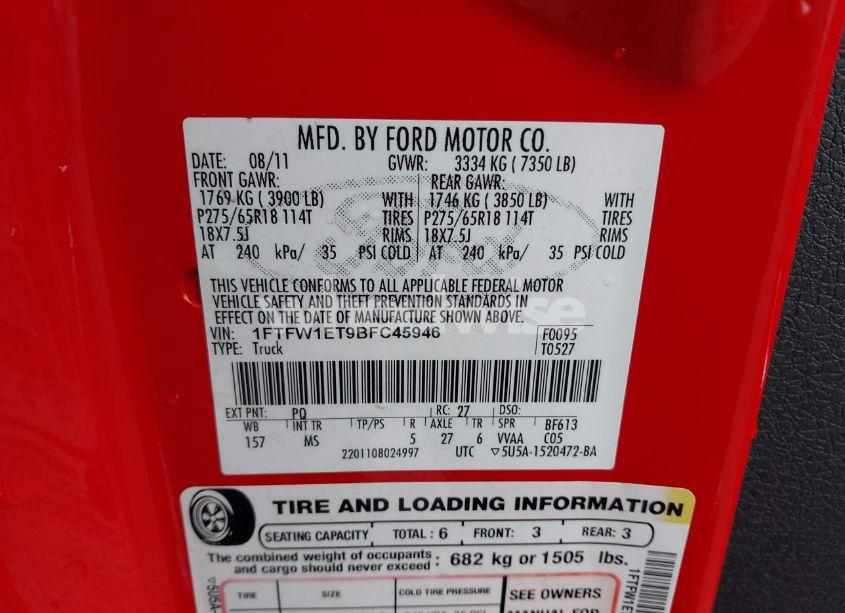 MFD. BY FORD MOTOR CO.
DATE: 08/11 GVWR: 3334 KG ( 7350 LB)
FRONT GAWR: REAR GAWR:
1769 KG ( 3900 LB) WITH 1746 KG ( 3850 LB) WITH
P275/65R18 114T TIRES P275/65R18 114T TIRES
18X7.5J RIMS 18X7.5J RIMS
AT 240 kPa/ 35 PSI COLD AT 240 kPa/ 35 PSI COLD
THIS VEHICLE CONFORMS TO ALL APPLICABLE FEDERAL MOTOR
VEHICLE SAFETY AND THEFT PREVENTION STANDARDS IN
EFFECT ON THE DATE OF MANUFACTURE SHOWN ABOVE.
VIN: 1FTFW1ET9BFC45946 F0095
TYPE: Truck T0527
EXT PNT: PQ RC: 27 DSO:
WB INT TR TP/PS R AXLE TR SPR BF613
157 MS 5 27 6 VVAA C05
2201108024997 UTC ▽5U5A-1520472-BA
TIRE AND LOADING INFORMATION
SEATING CAPACITY TOTAL : 6 FRONT: 3 REAR: 3
The combined weight of occupants
and cargo should never exceed : 682 kg or 1505 lbs.
TIRE SIZE COLD TIRE PRESSURE SEE OWNERS
MANUAL FOR
▽5U5A-